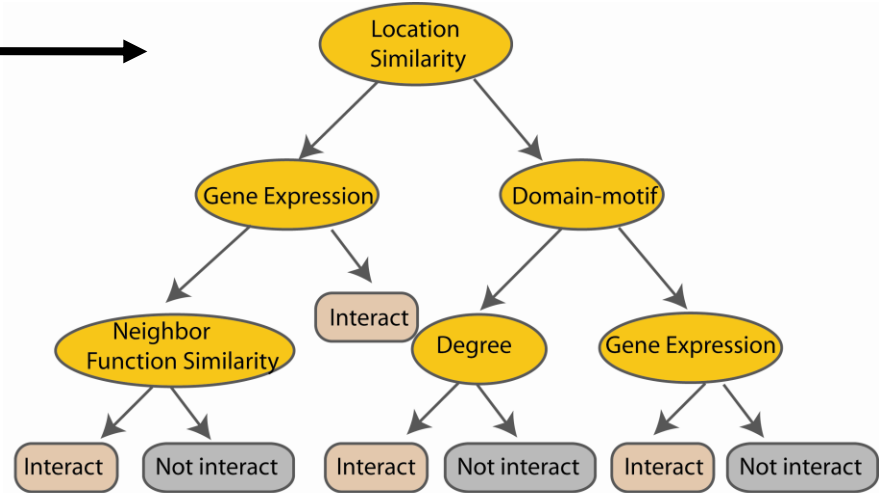 Location
Similarity
Gene Expression
Domain-motif
Interact
Neighbor
Function Similarity
Degree
Gene Expression
Interact
Not interact
Interact
Not interact
Interact
Not interact